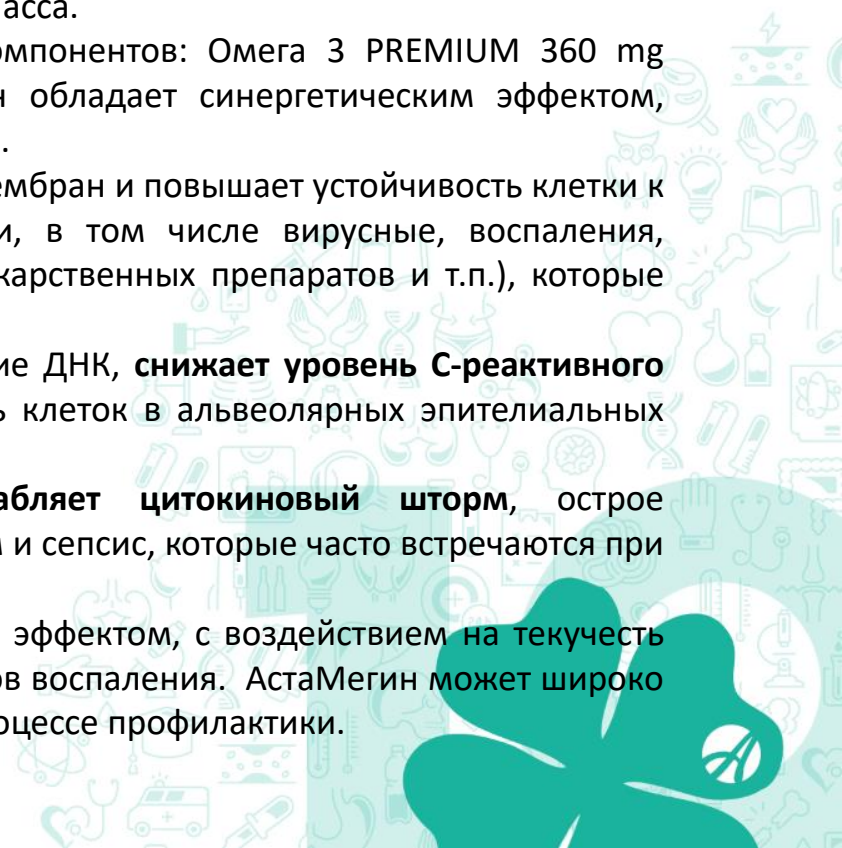 асса.
омпонентов: Омега 3 PREMIUM 360 mg
н обладает синергетическим эффектом,
.
ембран и повышает устойчивость клетки к
и, в том числе вирусные, воспаления,
карственных препаратов и т.п.), которые
ие ДНК, снижает уровень С-реактивного
ь клеток в альвеолярных эпителиальных
абляет цитокиновый шторм, острое
и сепсис, которые часто встречаются при
эффектом, с воздействием на текучесть
ов воспаления. АстаМегин может широко
оцессе профилактики.